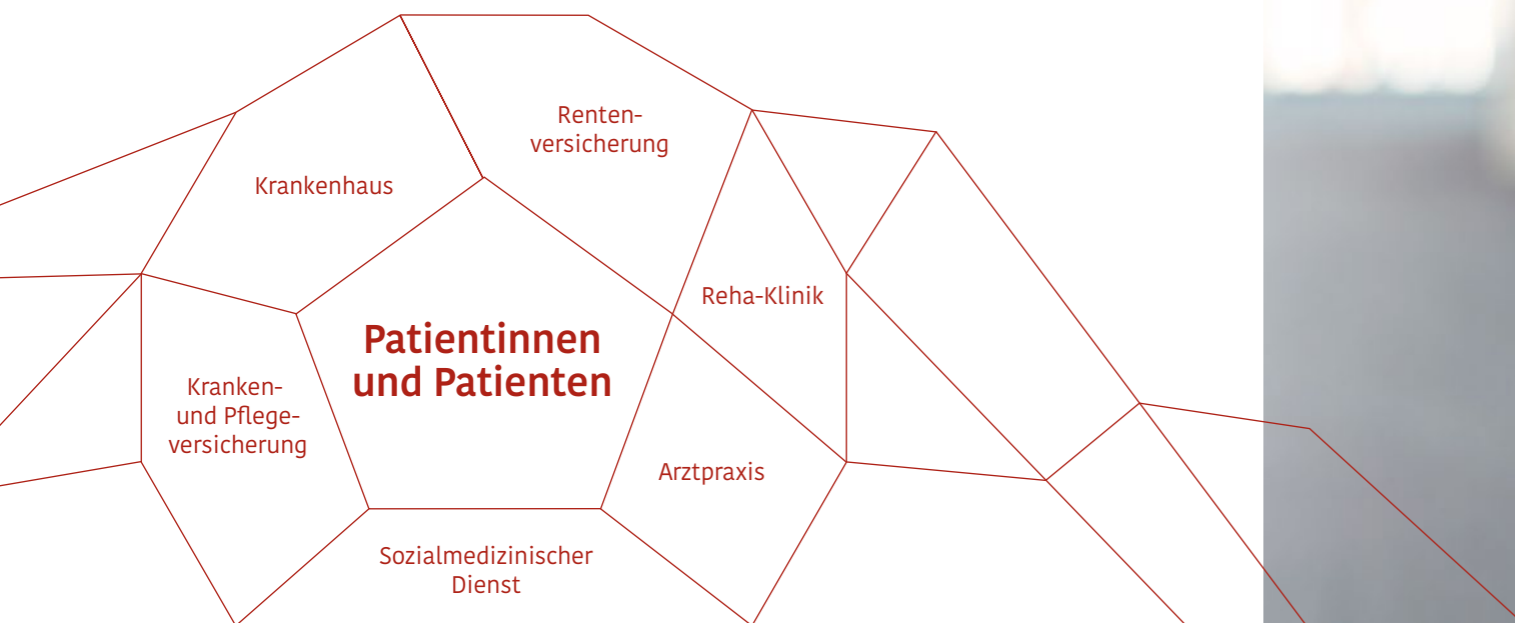 Renten-
versicherung
Krankenhaus
Reha-Klinik
Patientinnen
und Patienten
Kranken-
und Pflege-
versicherung
Arztpraxis
Sozialmedizinischer
Dienst